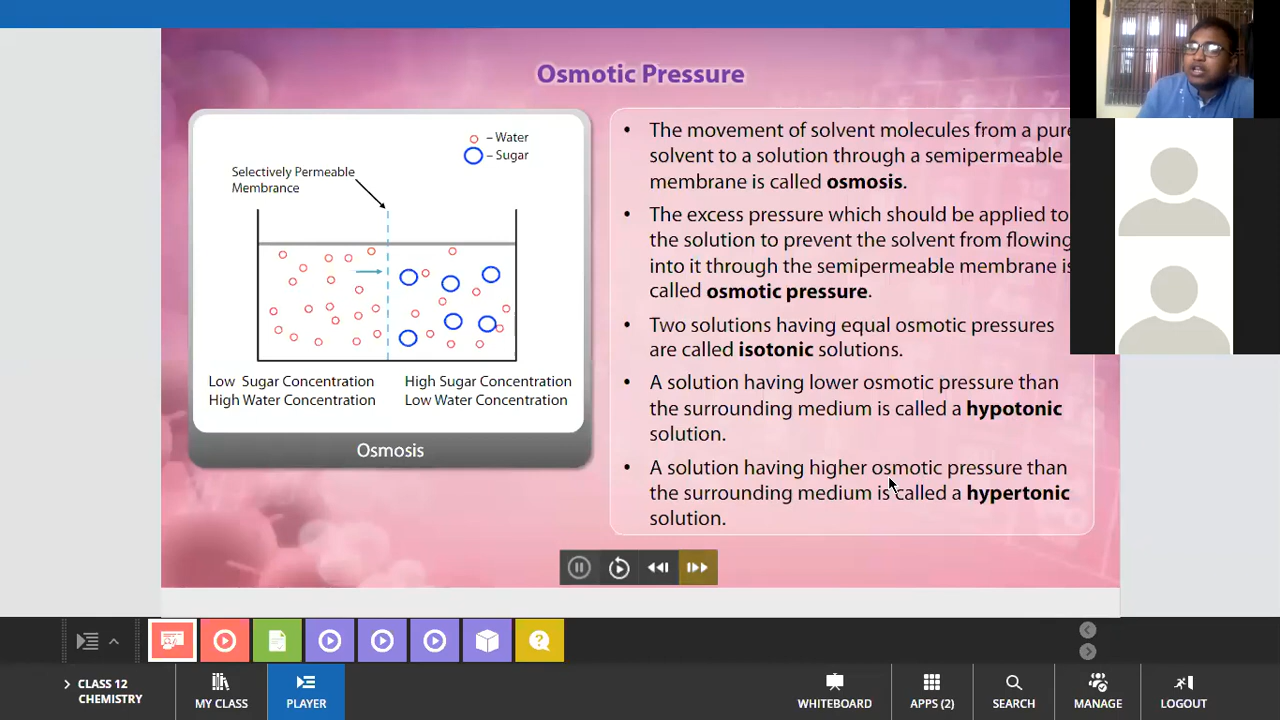 Osmotic Pressure
– Water
– Sugar
Selectively Permeable
Membrance
Low Sugar Concentration
High Water Concentration
High Sugar Concentration
Low Water Concentration
Osmosis
• The movement of solvent molecules from a pure
solvent to a solution through a semipermeable
membrane is called osmosis.
• The excess pressure which should be applied to
the solution to prevent the solvent from flowing
into it through the semipermeable membrane is
called osmotic pressure.
• Two solutions having equal osmotic pressures
are called isotonic solutions.
• A solution having lower osmotic pressure than
the surrounding medium is called a hypotonic
solution.
• A solution having higher osmotic pressure than
the surrounding medium is called a hypertonic
solution.
CLASS 12
CHEMISTRY
MY CLASS
PLAYER
WHITEBOARD
APPS (2)
SEARCH
MANAGE
LOGOUT